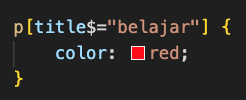 p[title$="belajar"] {
    color: red;
}